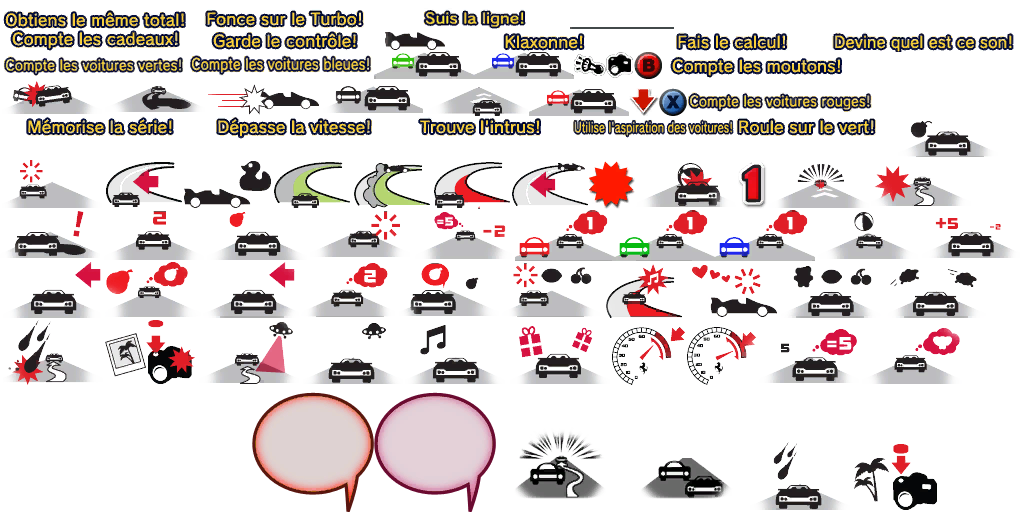 Obtiens le même total!
Fonce sur le Turbo!
Suis la ligne!
Compte les cadeaux!
Garde le contrôle!
Klaxonne!
Fais le calcul!
Devine quel est ce son!
Compte les voitures vertes!
Compte les voitures bleues!
B
Compte les moutons!
X
Compte les voitures rouges!
Mémorise la série!
Dépasse la vitesse!
Trouve l'intrus!
Utilise l'aspiration des voitures!
Roule sur le vert!
1
!
2
=5
-2
1
1
1
+5
-2
2
5
=5